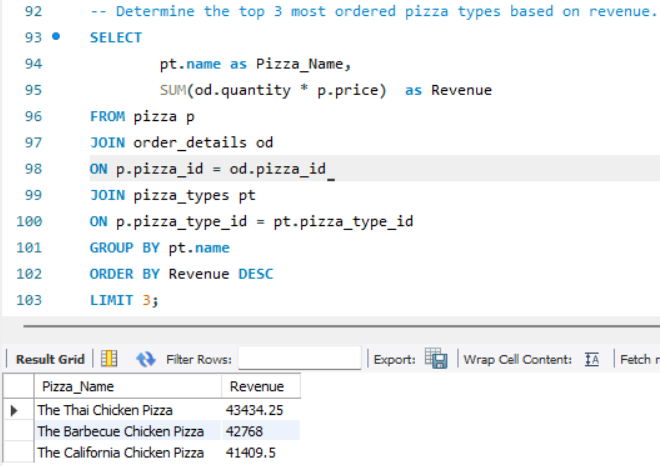 92 -- Determine the top 3 most ordered pizza types based on revenue.
93 SELECT
94 pt.name as Pizza_Name,
95 SUM(od.quantity * p.price) as Revenue
96 FROM pizza p
97 JOIN order_details od
98 ON p.pizza_id = od.pizza_id
99 JOIN pizza_types pt
100 ON p.pizza_type_id = pt.pizza_type_id
101 GROUP BY pt.name
102 ORDER BY Revenue DESC
103 LIMIT 3;
Result Grid Filter Rows: Export: Wrap Cell Content: Fetch r
Pizza_Name Revenue
The Thai Chicken Pizza 43434.25
The Barbecue Chicken Pizza 42768
The California Chicken Pizza 41409.5